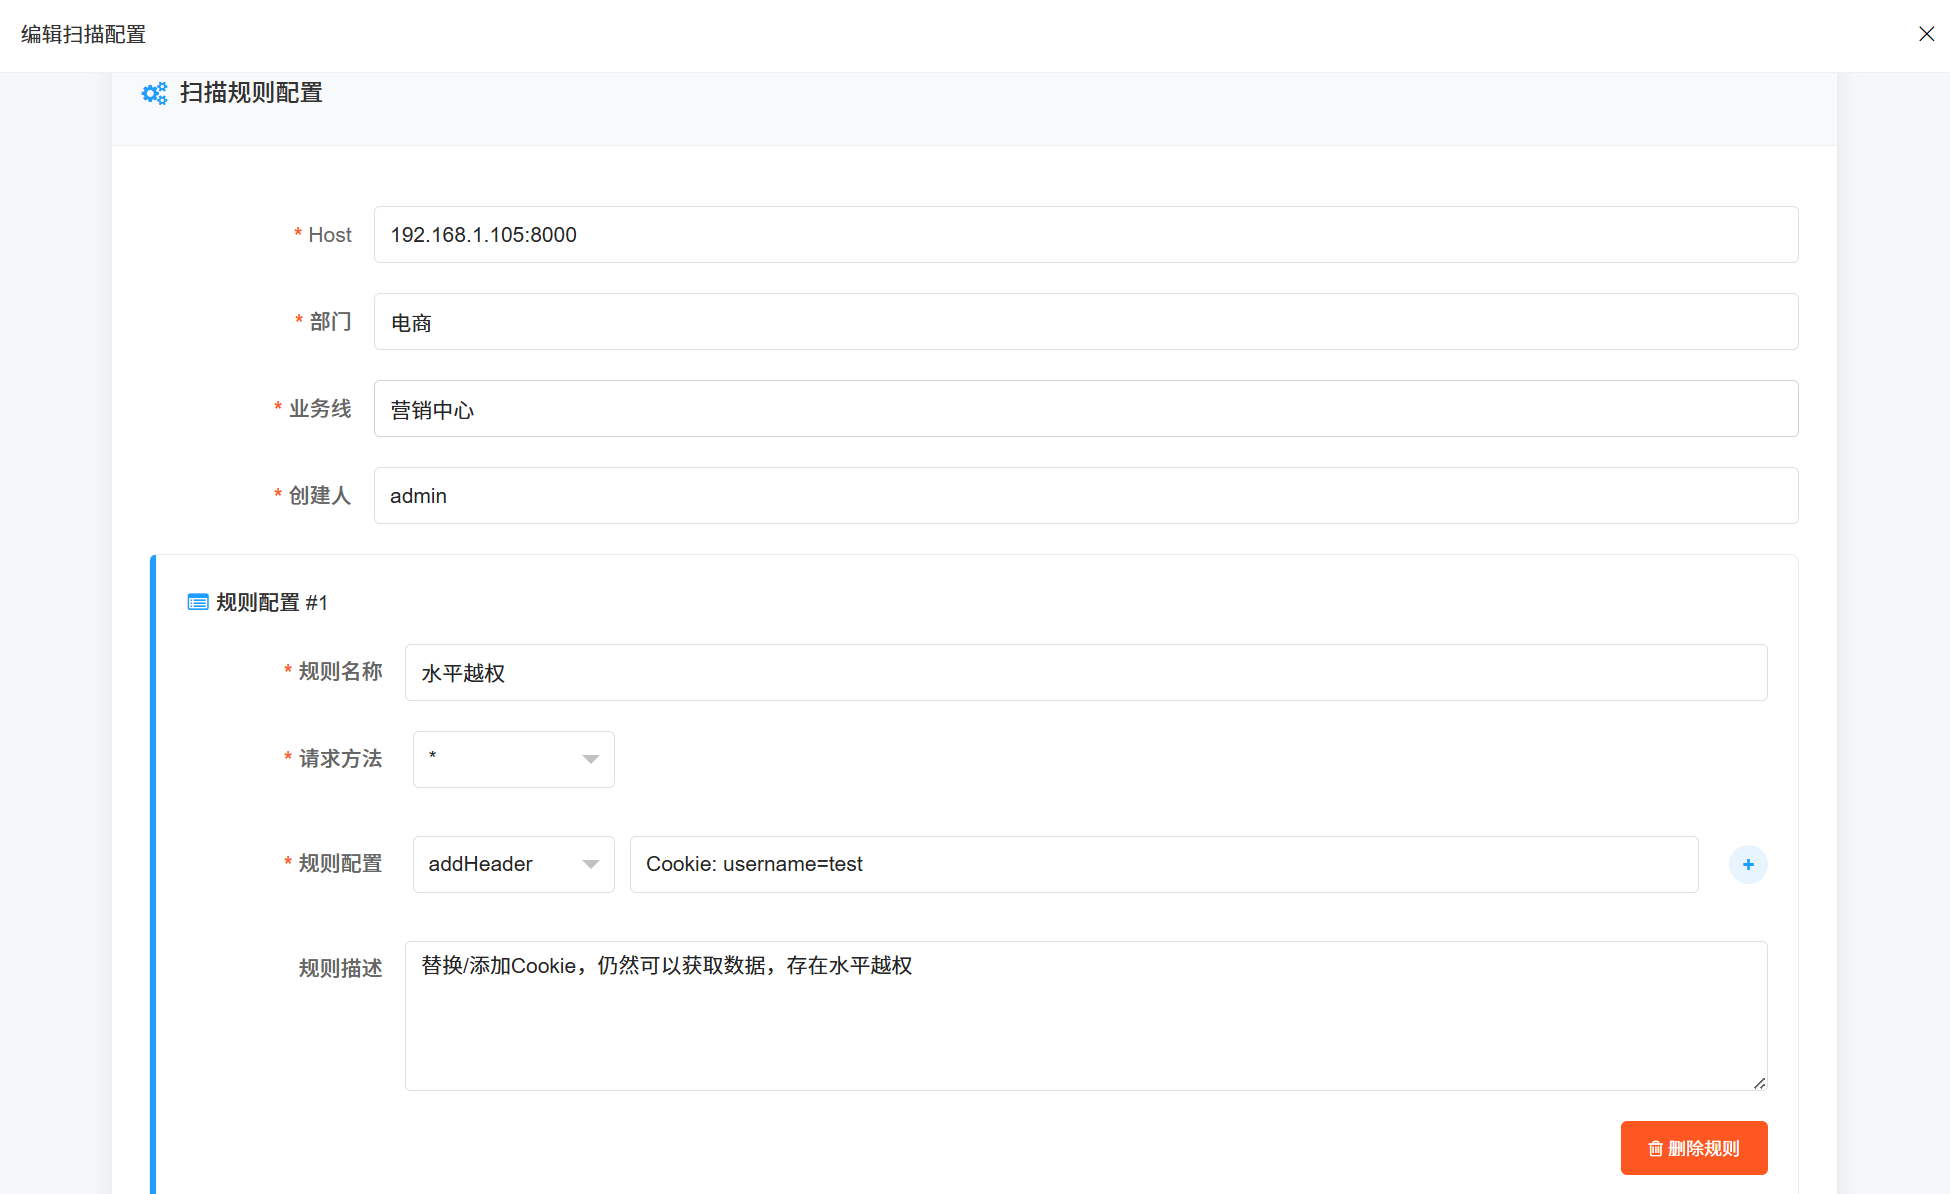 编辑扫描配置
扫描规则配置
* Host 192.168.1.105:8000
* 部门 电商
* 业务线 营销中心
* 创建人 admin
规则配置 #1
* 规则名称 水平越权
* 请求方法 *
* 规则配置 addHeader Cookie: username=test +
规则描述 替换/添加Cookie，仍然可以获取数据，存在水平越权
删除规则